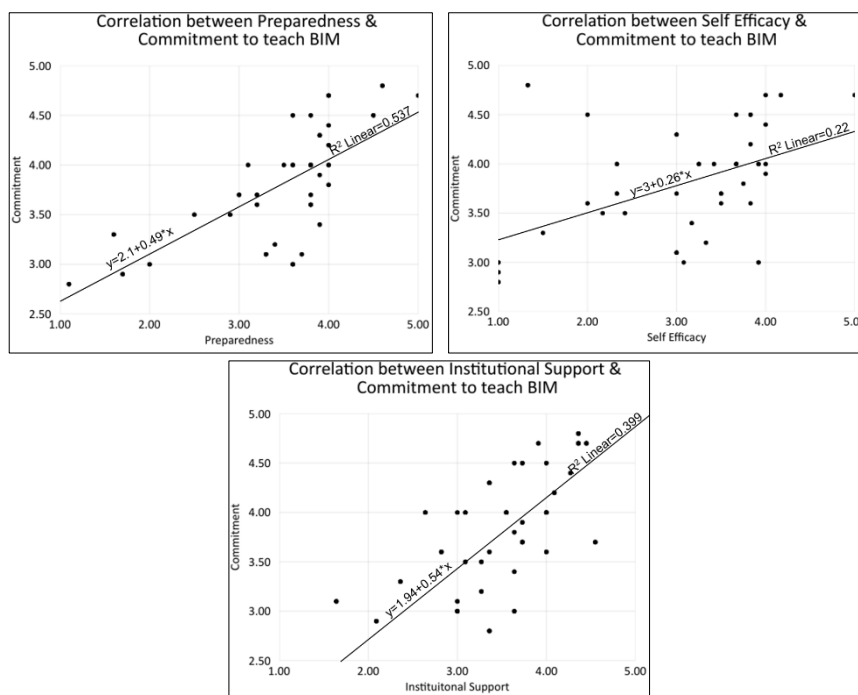 Correlation between Preparedness &
Commitment to teach BIM
5.00
4.50
4.00
3.50
3.00
2.50
Commitment
R² Linear=0.537
y=2.1+0.49*x
1.00 2.00 3.00 4.00 5.00
Preparedness
Correlation between Self Efficacy &
Commitment to teach BIM
5.00
4.50
4.00
3.50
3.00
2.50
Commitment
R² Linear=0.22
y=3+0.26*x
1.00 2.00 3.00 4.00 5.00
Self Efficacy
Correlation between Institutional Support &
Commitment to teach BIM
5.00
4.50
4.00
3.50
3.00
2.50
Commitment
R² Linear=0.399
y=1.94+0.54*x
1.00 2.00 3.00 4.00 5.00
Instituitonal Support